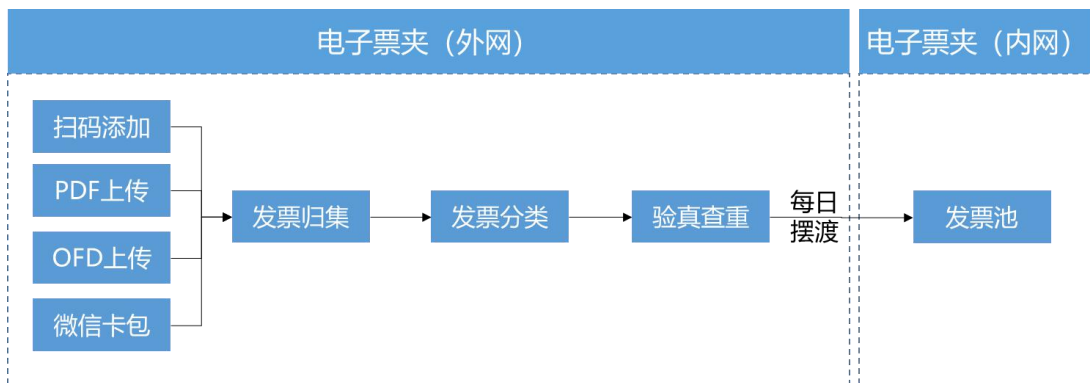 电子票夹（外网）
电子票夹（内网）
扫码添加
PDF上传
OFD上传
微信卡包
发票归集
发票分类
验真查重
每日
摆渡
发票池